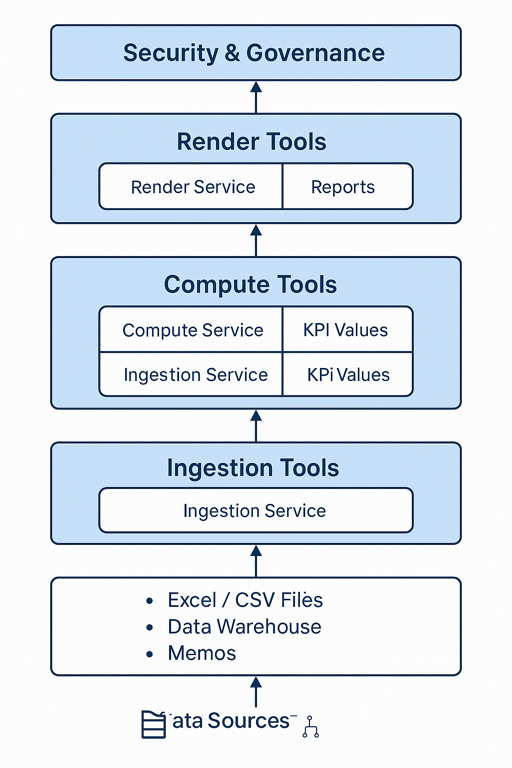 Security & Governance
Render Tools
Render Service Reports
Compute Tools
Compute Service KPI Values
Ingestion Service KPi Values
Ingestion Tools
Ingestion Service
• Excel / CSV Files
• Data Warehouse
• Memos
ata Sources